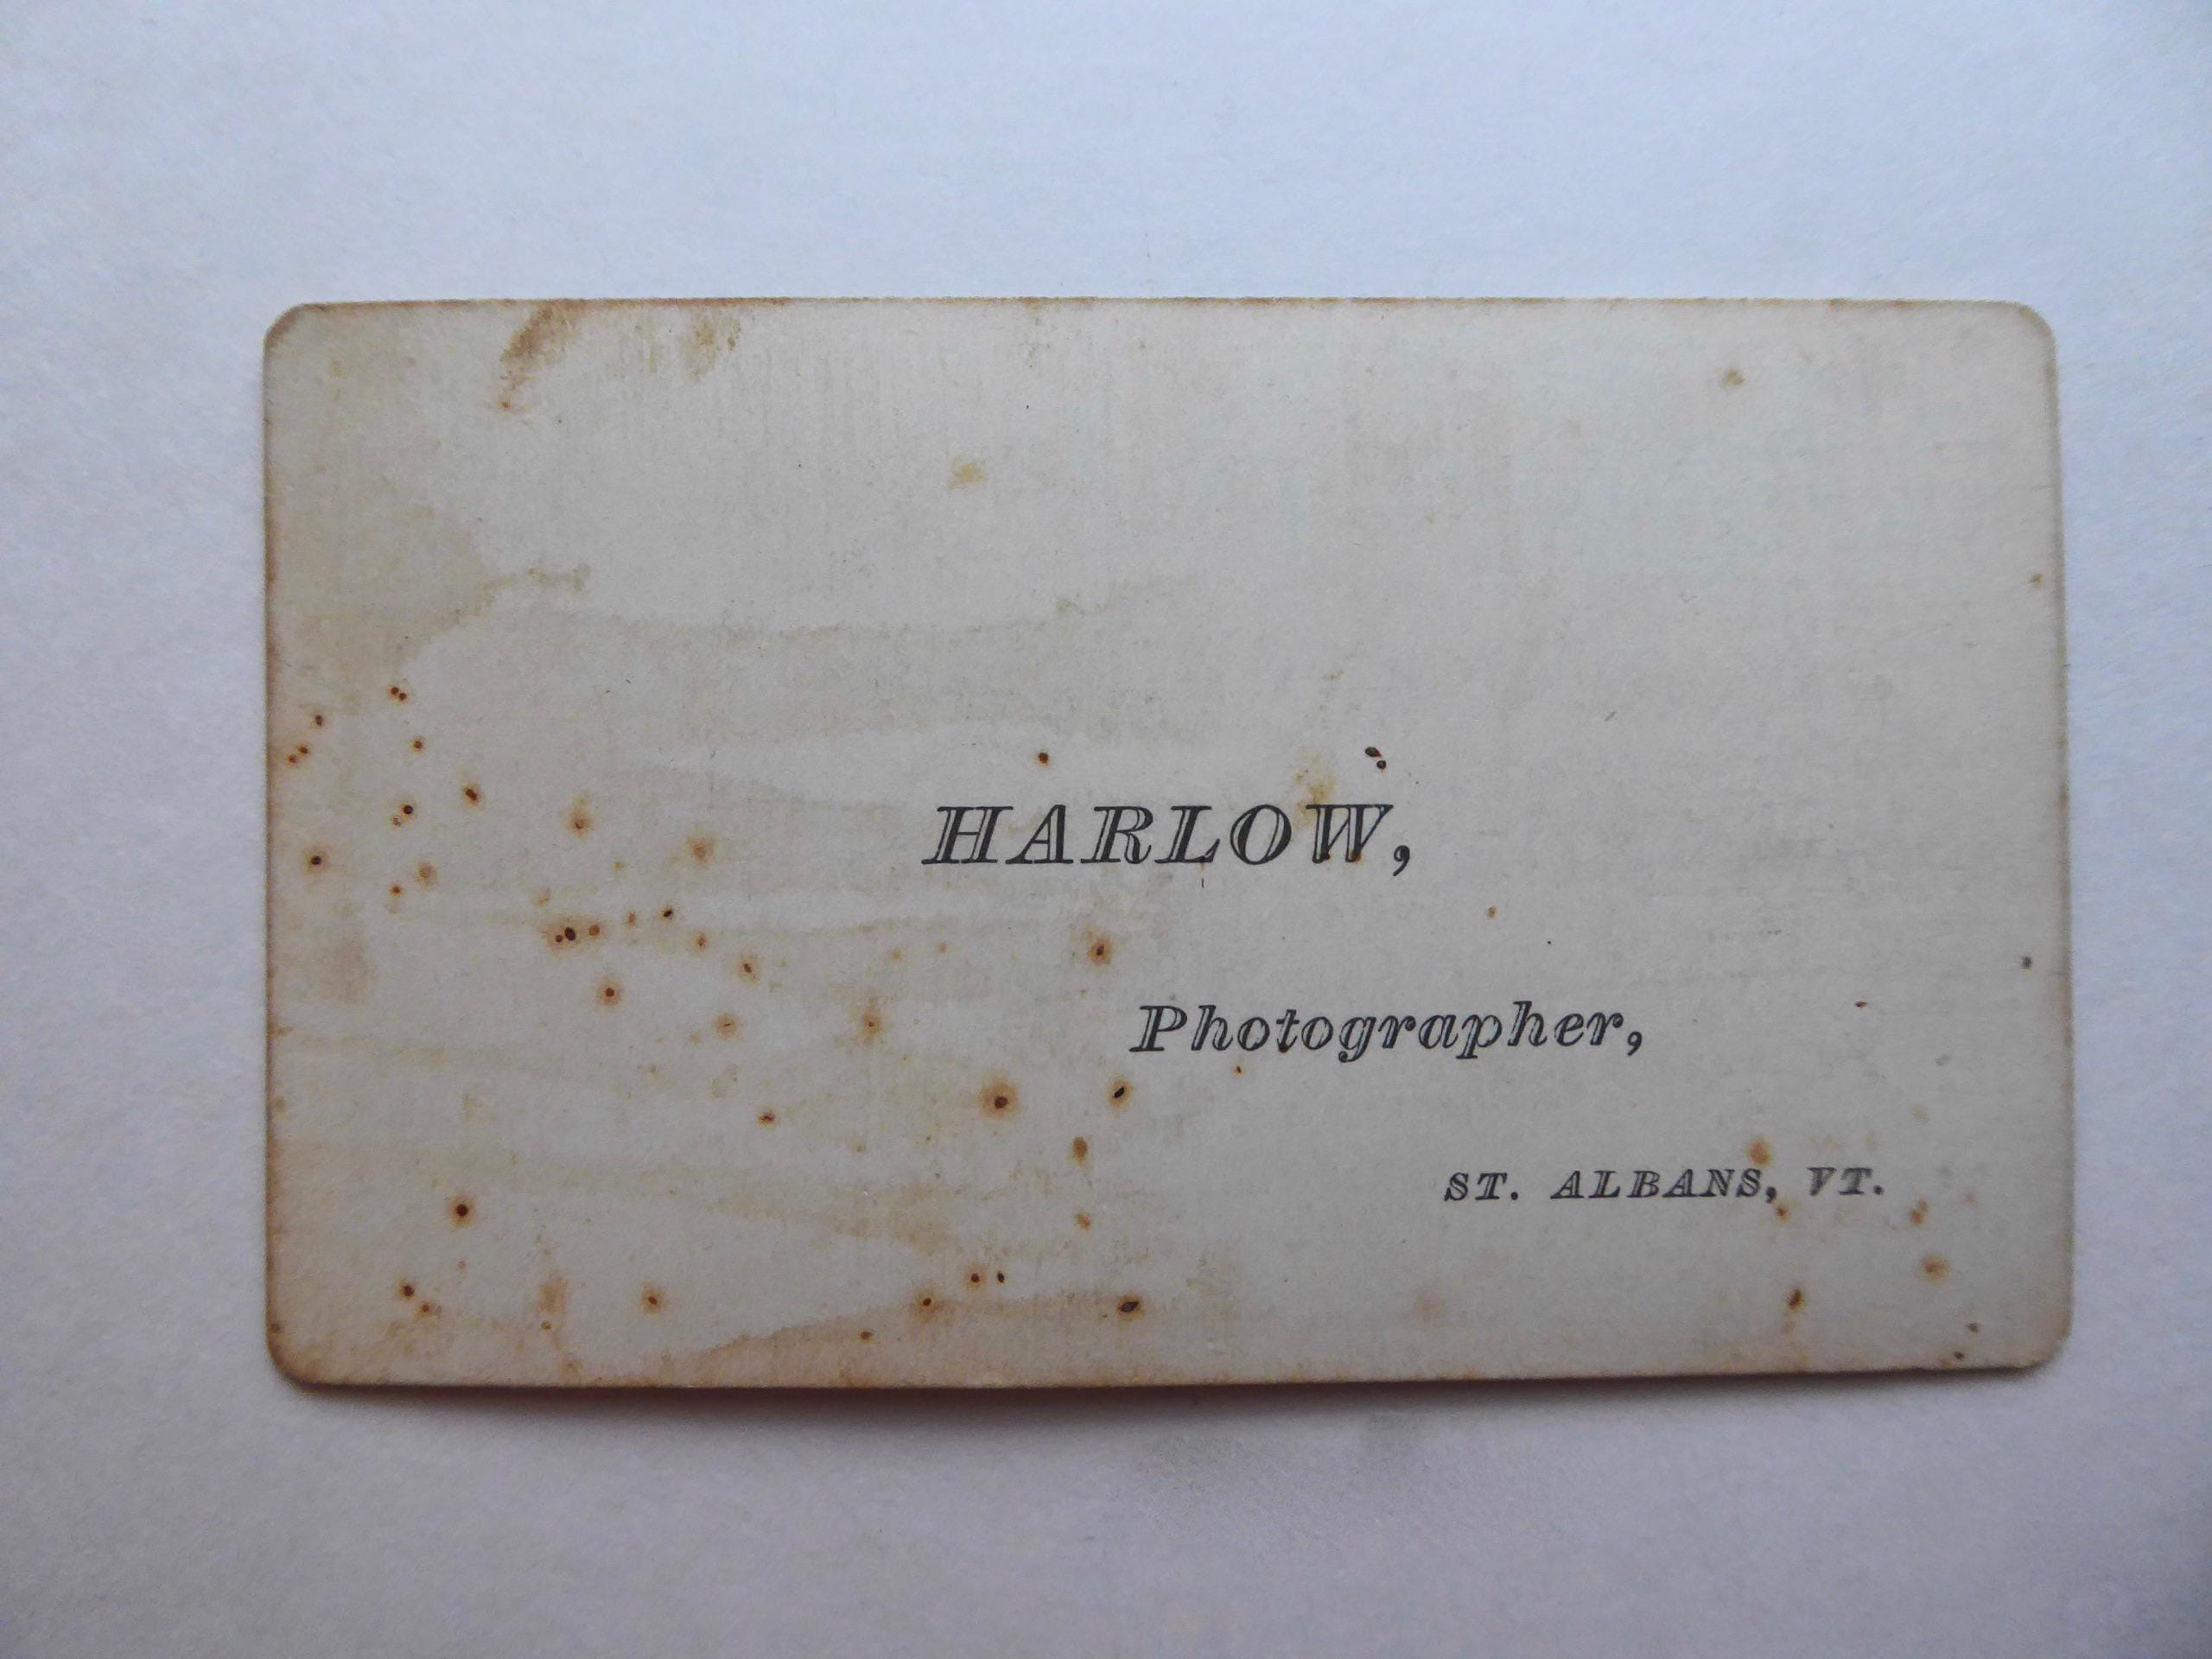 HARLOW,
Photographer,
ST. ALBANS, VT.